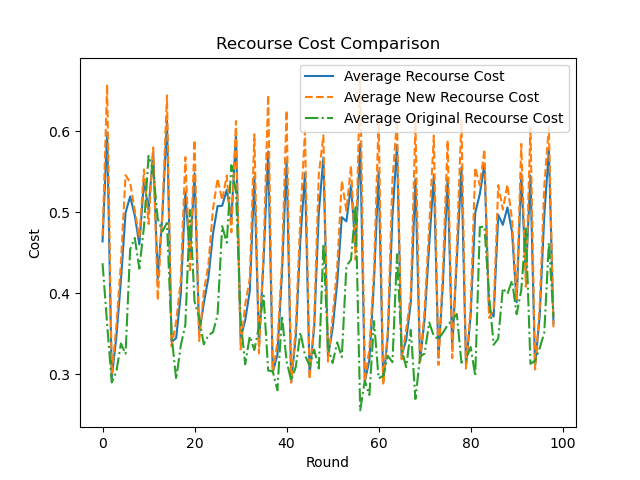 Recourse Cost Comparison
Average Recourse Cost
Average New Recourse Cost
Average Original Recourse Cost
Cost
0.6
0.5
0.4
0.3
0
20
40
60
80
100
Round